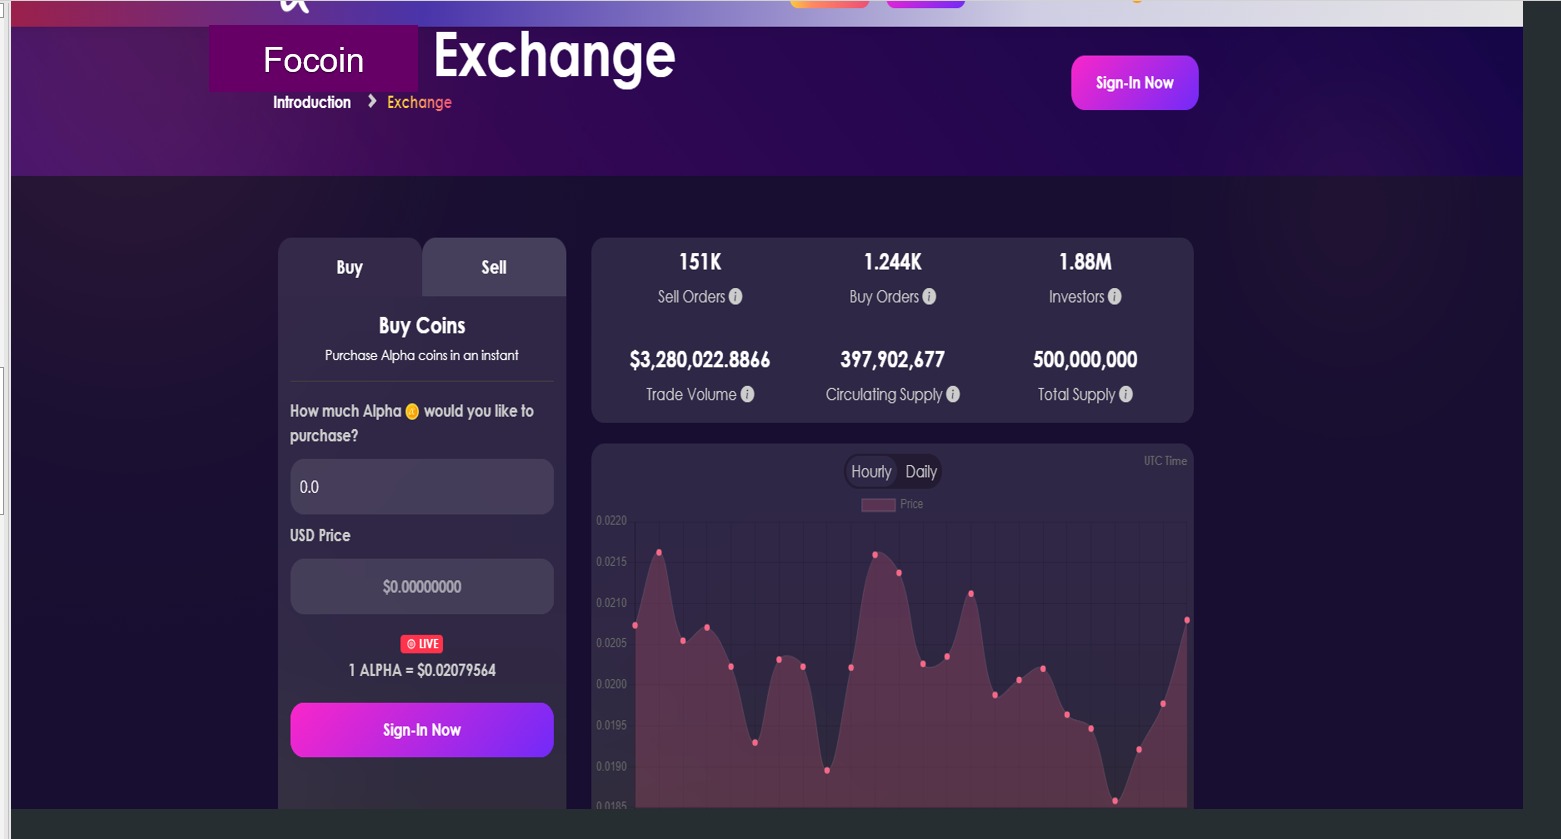 Focoin Exchange
Sign-In Now
Introduction Exchange
Buy Sell
Buy Coins
Purchase Alpha coins in an instant
How much Alpha would you like to
purchase?
0.0
USD Price
$0.00000000
LIVE
1 ALPHA = $0.02079564
Sign-In Now
151K 1.244K 1.88M
Sell Orders Buy Orders Investors
$3,280,022.8866 397,902,677 500,000,000
Trade Volume Circulating Supply Total Supply
Hourly Daily
UTC Time
Price
0.0220
0.0215
0.0210
0.0205
0.0200
0.0195
0.0190
0.0185